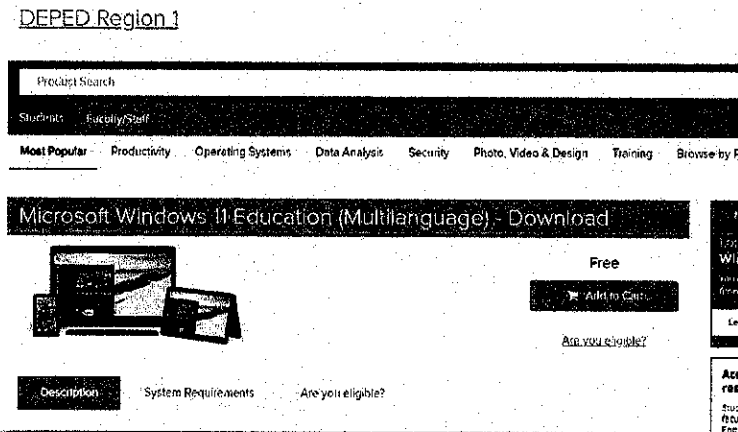 DEPED Region 1
Product Search
Students Faculty/Staff
Most Popular Productivity Operating Systems Data Analysis Security Photo, Video & Design Training Browse by P
Microsoft Windows 11 Education (Multilanguage) - Download
Free
Add to Cart
Are you eligible?
Description System Requirements Are you eligible?